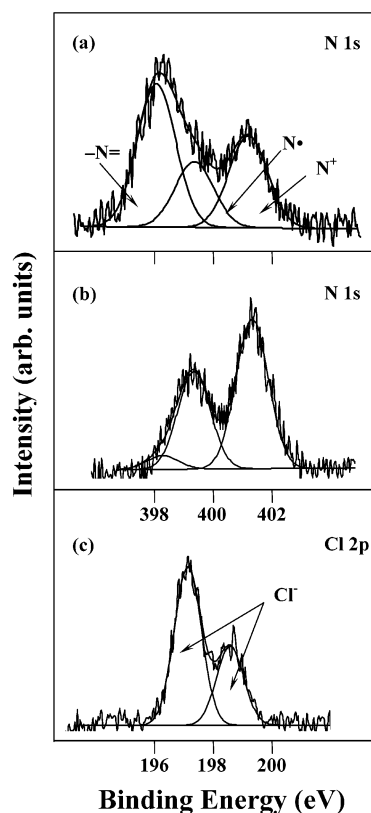 (a)
N 1s
–N=
N•
N⁺
(b)
N 1s
398 400 402
(c)
Cl 2p
Cl⁻
196 198 200
Intensity (arb. units)
Binding Energy (eV)